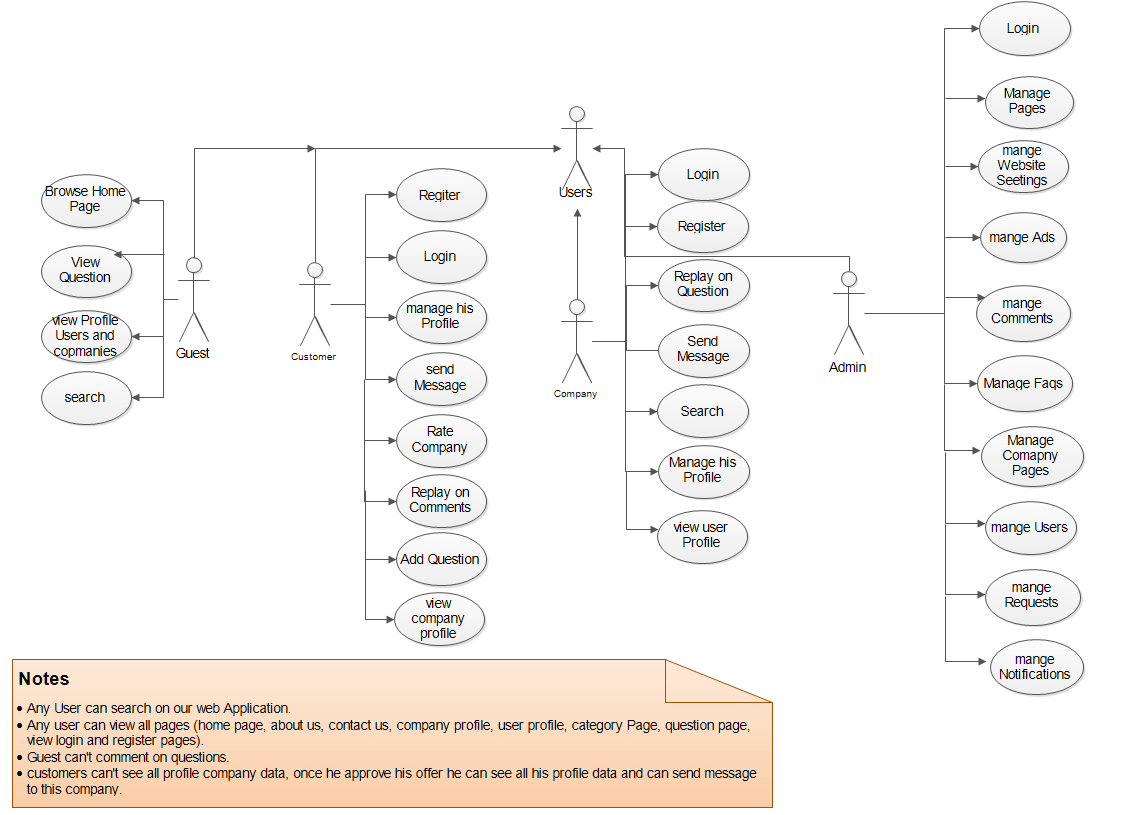 Browse Home
Page
View
Question
view Profile
Users and
copmanies
search
Guest
Customer
Regiter
Login
manage his
Profile
send
Message
Rate
Company
Replay on
Comments
Add Question
view
company
profile
Users
Company
Login
Register
Replay on
Question
Send
Message
Search
Manage his
Profile
view user
Profile
Admin
Login
Manage
Pages
mange
Website
Seetings
mange Ads
mange
Comments
Manage Faqs
Manage
Comapny
Pages
mange Users
mange
Requests
mange
Notifications
Notes
• Any User can search on our web Application.
• Any user can view all pages (home page, about us, contact us, company profile, user profile, category Page, question page,
view login and register pages).
• Guest can't comment on questions.
• customers can't see all profile company data, once he approve his offer he can see all his profile data and can send message
to this company.